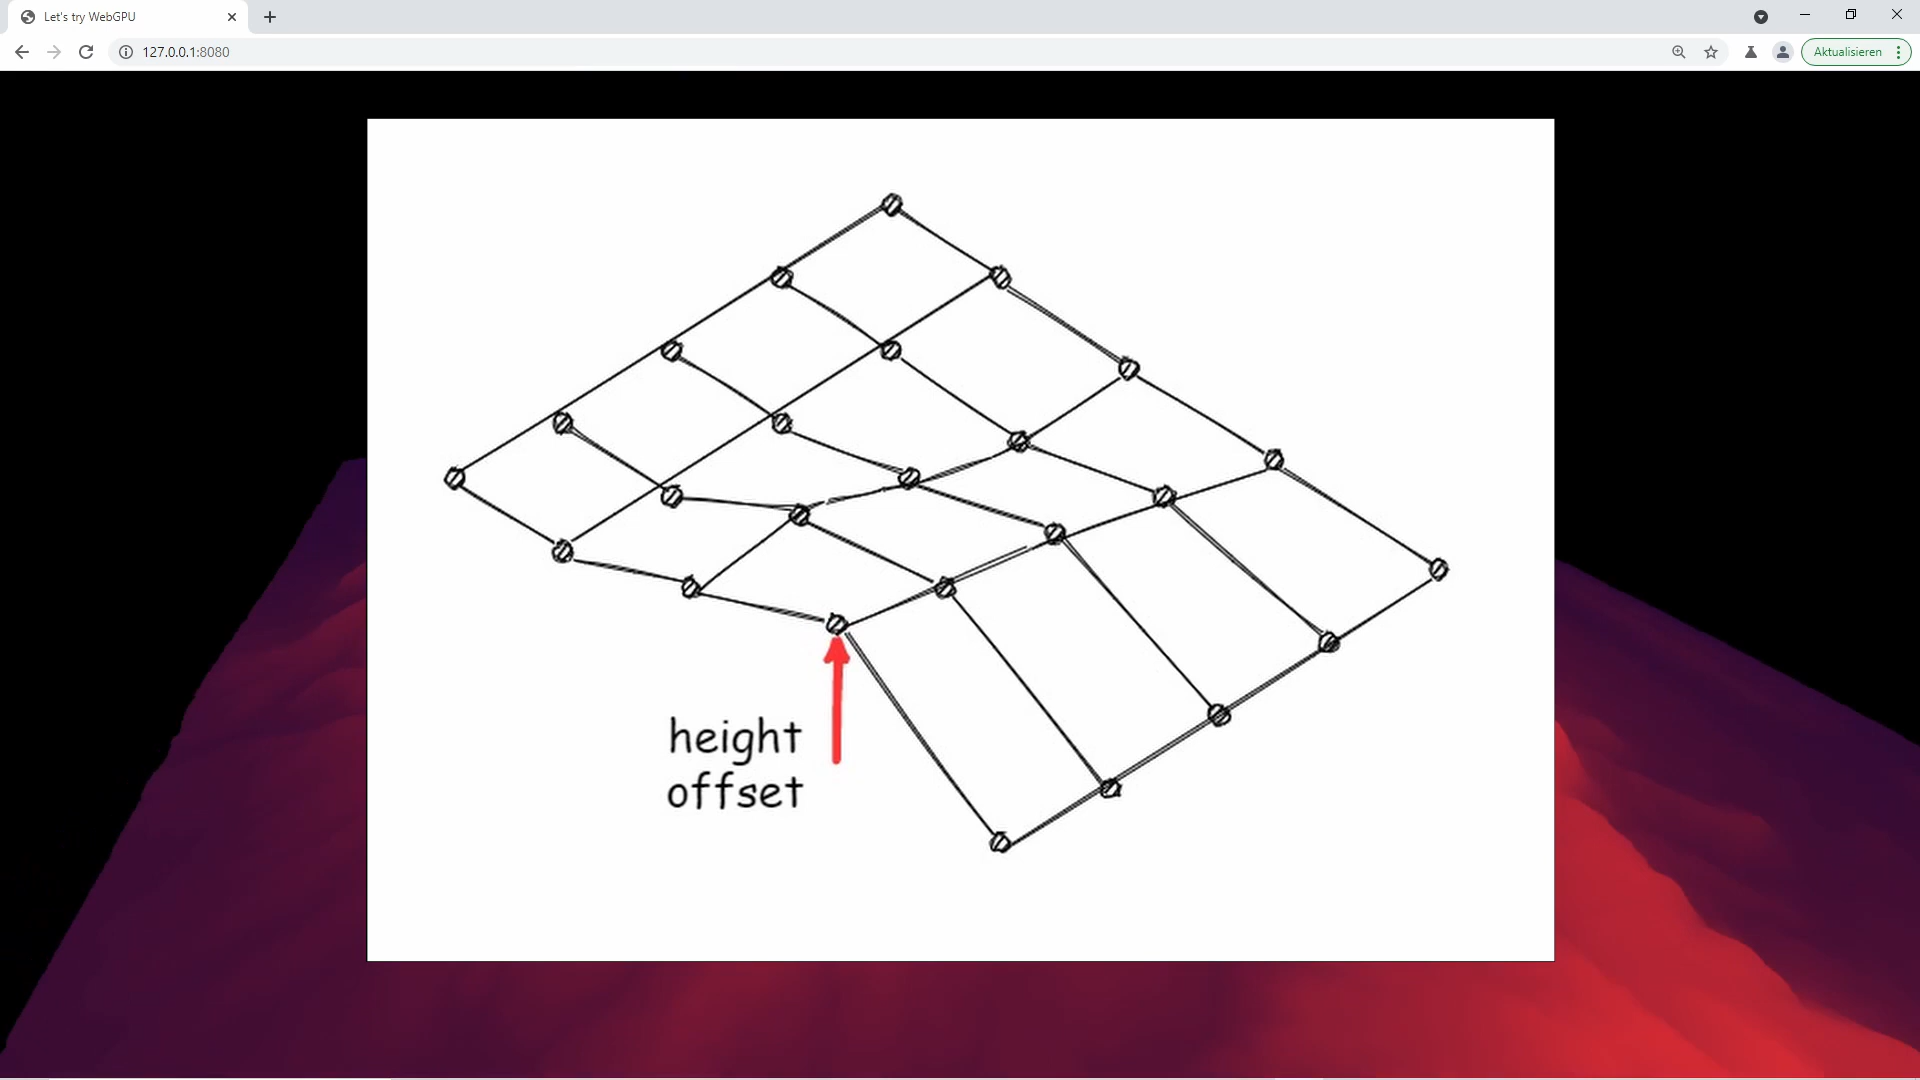 Let's try WebGPU
127.0.0.1:8080
Aktualisieren
height
offset